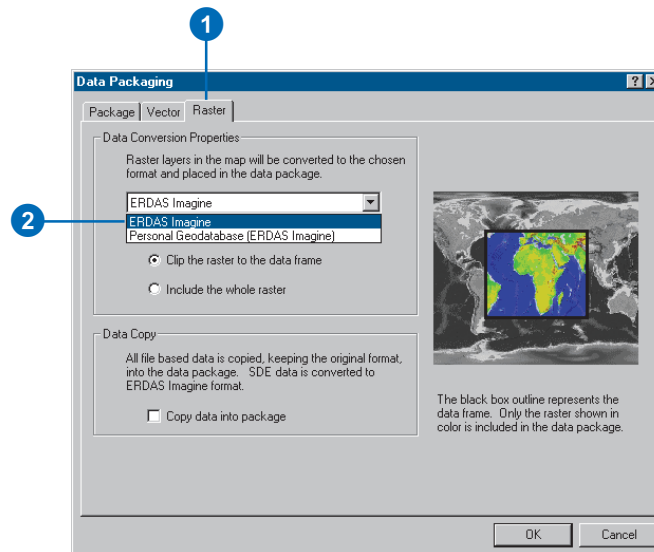 1
Data Packaging
Package
Vector
Raster
Data Conversion Properties
Raster layers in the map will be converted to the chosen
format and placed in the data package.
ERDAS Imagine
2
ERDAS Imagine
Personal Geodatabase (ERDAS Imagine)
Clip the raster to the data frame
Include the whole raster
Data Copy
All file based data is copied, keeping the original format,
into the data package. SDE data is converted to
ERDAS Imagine format.
Copy data into package
The black box outline represents the
data frame. Only the raster shown in
color is included in the data package.
OK
Cancel